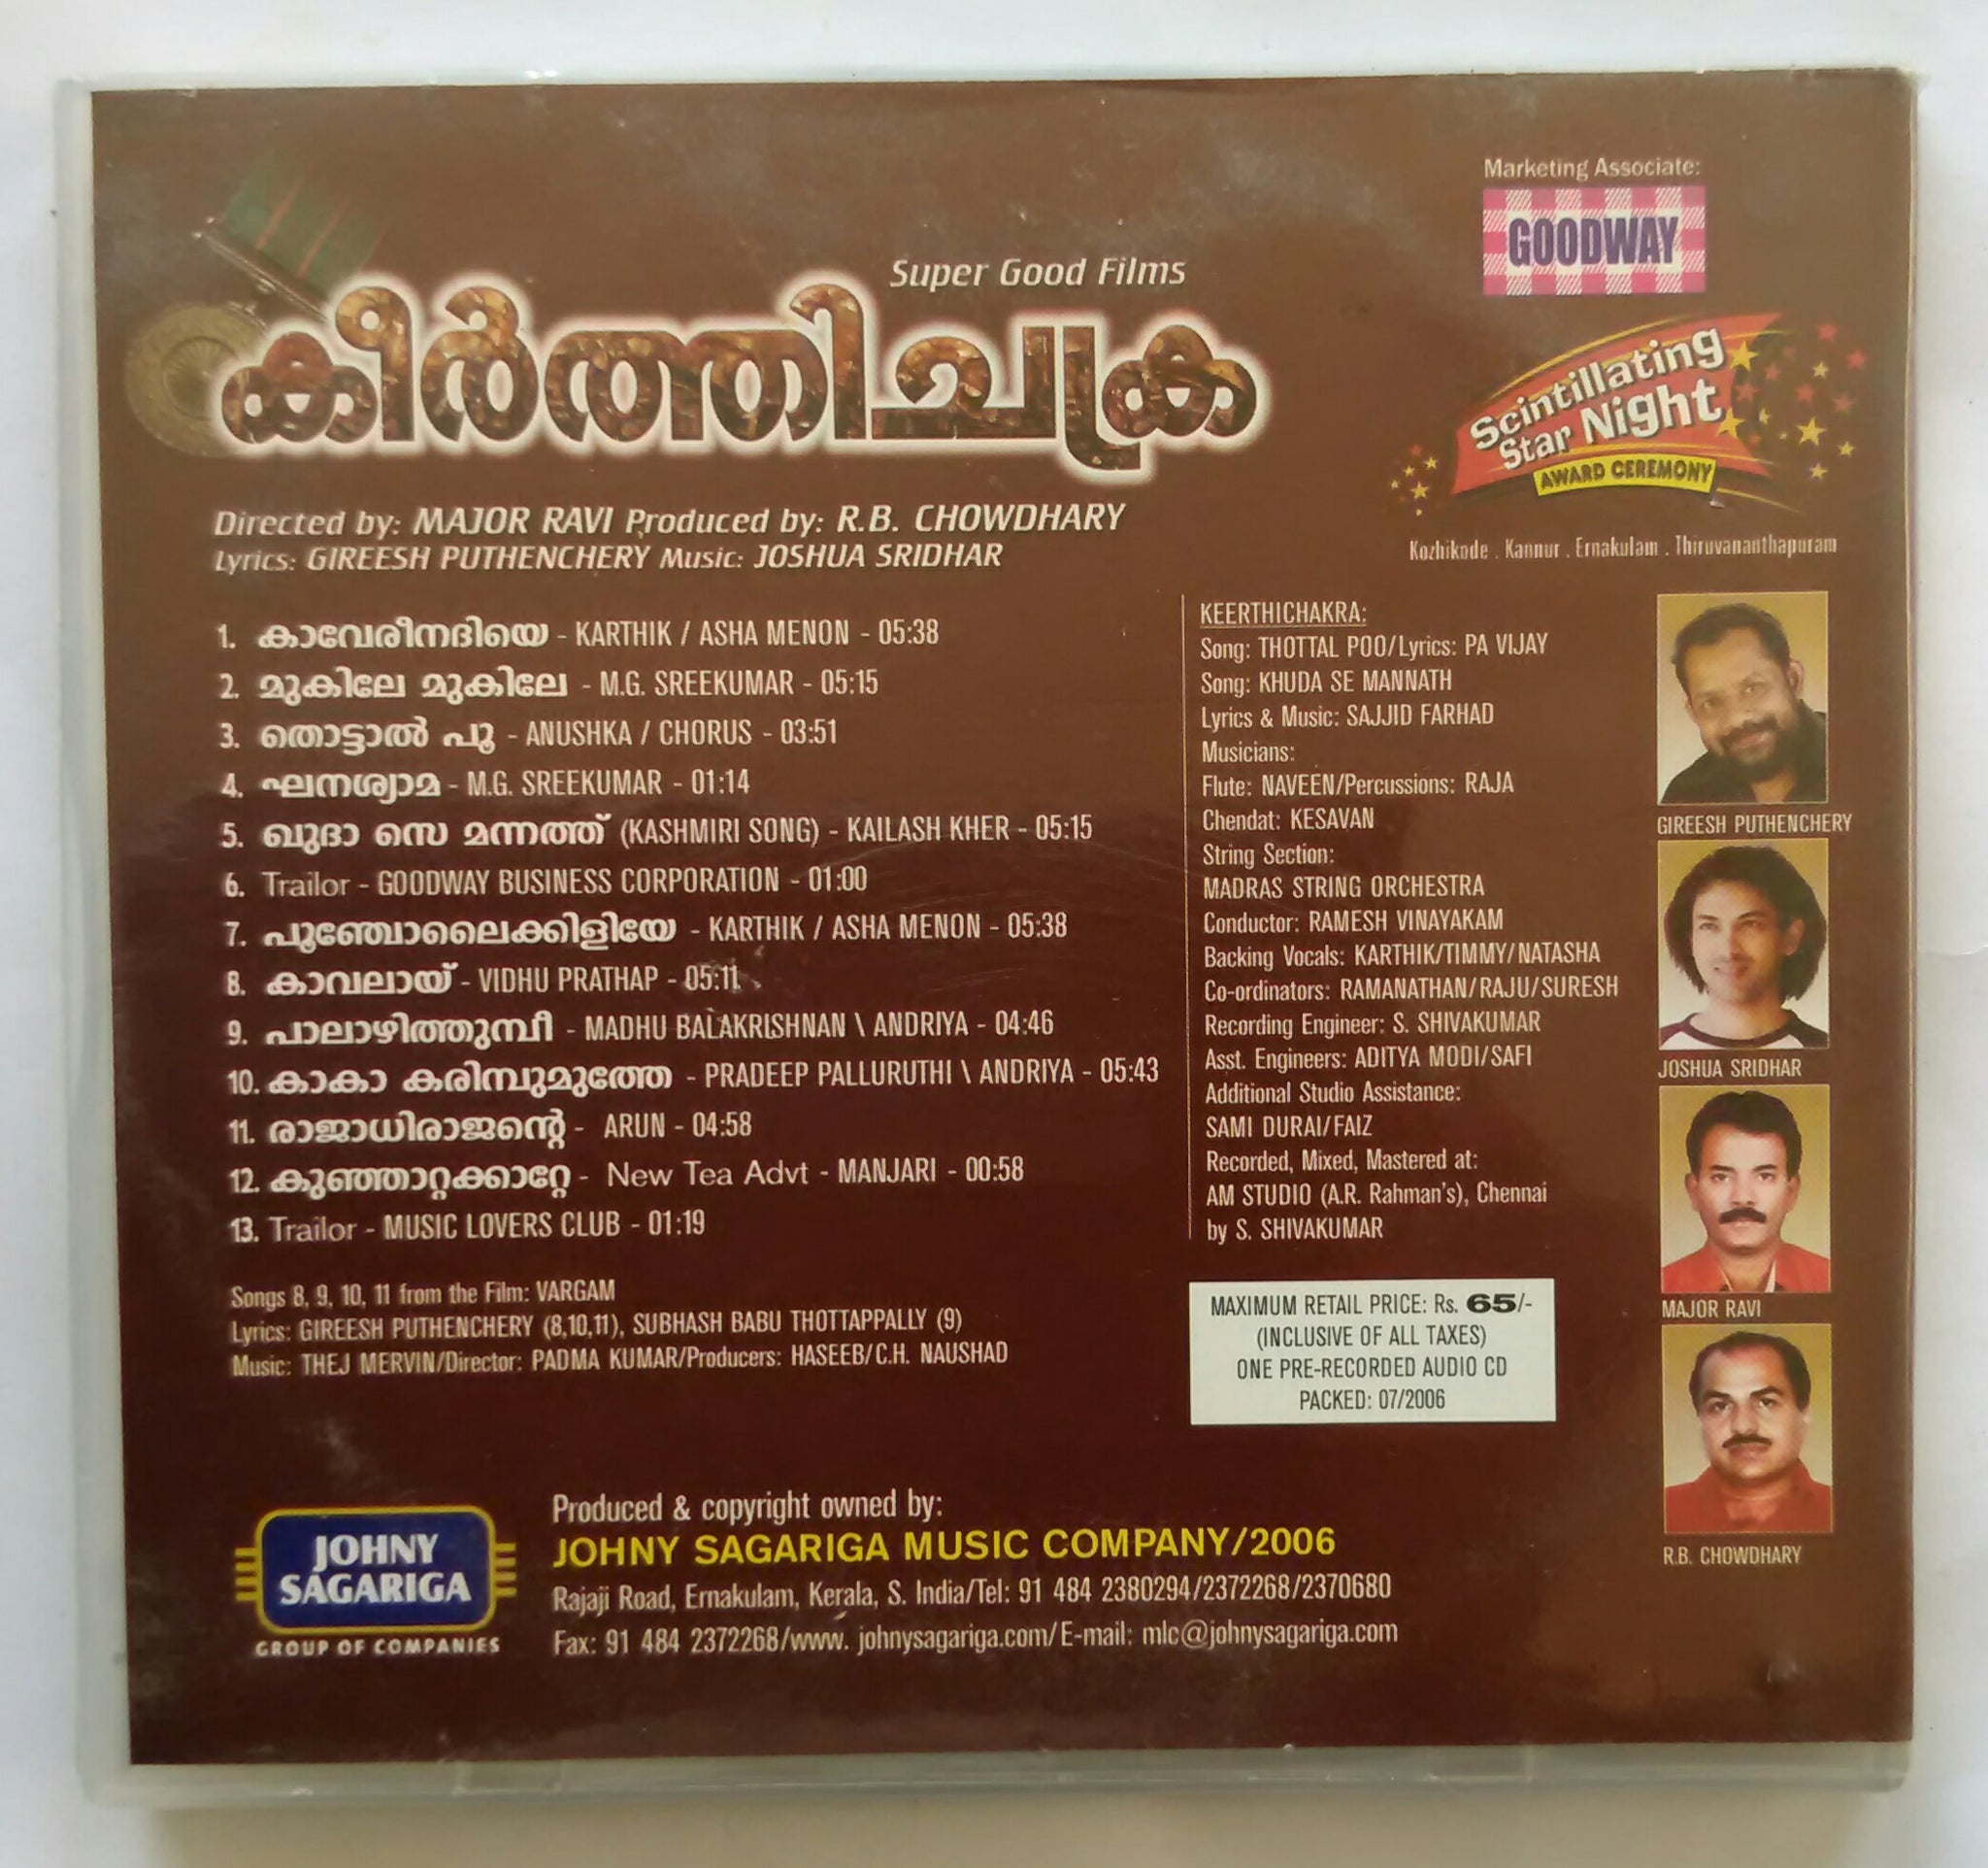 Marketing Associate:
GOODWAY
Super Good Films
കീർത്തിചക്ര
Scintillating
Star Night
AWARD CEREMONY
Kozhikode . Kannur . Ernakulam . Thiruvananthapuram
Directed by: MAJOR RAVI Produced by: R.B. CHOWDHARY
Lyrics: GIREESH PUTHENCHERY Music: JOSHUA SRIDHAR
1. കാവേരീനദിയെ - KARTHIK / ASHA MENON - 05:38
2. മുകിലേ മുകിലേ - M.G. SREEKUMAR - 05:15
3. തൊട്ടാൽ പൂ - ANUSHKA / CHORUS - 03:51
4. ഘനശ്യാമ - M.G. SREEKUMAR - 01:14
5. ഖുദാ സെ മന്നത്ത് (KASHMIRI SONG) - KAILASH KHER - 05:15
6. Trailor - GOODWAY BUSINESS CORPORATION - 01:00
7. പൂഞ്ചോലൈക്കിളിയേ - KARTHIK / ASHA MENON - 05:38
8. കാവലായ് - VIDHU PRATHAP - 05:11
9. പാലാഴിത്തുമ്പീ - MADHU BALAKRISHNAN \ ANDRIYA - 04:46
10. കാകാ കരിമ്പുമുത്തേ - PRADEEP PALLURUTHI \ ANDRIYA - 05:43
11. രാജാധിരാജന്റെ - ARUN - 04:58
12. കുഞ്ഞാറ്റക്കാറ്റേ - New Tea Advt - MANJARI - 00:58
13. Trailor - MUSIC LOVERS CLUB - 01:19
Songs 8, 9, 10, 11 from the Film: VARGAM
Lyrics: GIREESH PUTHENCHERY (8,10,11), SUBHASH BABU THOTTAPPALLY (9)
Music: THEJ MERVIN/Director: PADMA KUMAR/Producers: HASEEB/C.H. NAUSHAD
KEERTHICHAKRA:
Song: THOTTAL POO/Lyrics: PA VIJAY
Song: KHUDA SE MANNATH
Lyrics & Music: SAJJID FARHAD
Musicians:
Flute: NAVEEN/Percussions: RAJA
Chendat: KESAVAN
String Section:
MADRAS STRING ORCHESTRA
Conductor: RAMESH VINAYAKAM
Backing Vocals: KARTHIK/TIMMY/NATASHA
Co-ordinators: RAMANATHAN/RAJU/SURESH
Recording Engineer: S. SHIVAKUMAR
Asst. Engineers: ADITYA MODI/SAFI
Additional Studio Assistance:
SAMI DURAI/FAIZ
Recorded, Mixed, Mastered at:
AM STUDIO (A.R. Rahman's), Chennai
by S. SHIVAKUMAR
GIREESH PUTHENCHERY
JOSHUA SRIDHAR
MAJOR RAVI
R.B. CHOWDHARY
MAXIMUM RETAIL PRICE: Rs. 65/-
(INCLUSIVE OF ALL TAXES)
ONE PRE-RECORDED AUDIO CD
PACKED: 07/2006
JOHNY
SAGARIGA
GROUP OF COMPANIES
Produced & copyright owned by:
JOHNY SAGARIGA MUSIC COMPANY/2006
Rajaji Road, Ernakulam, Kerala, S. India/Tel: 91 484 2380294/2372268/2370680
Fax: 91 484 2372268/www. johnysagariga.com/E-mail: mlc@johnysagariga.com